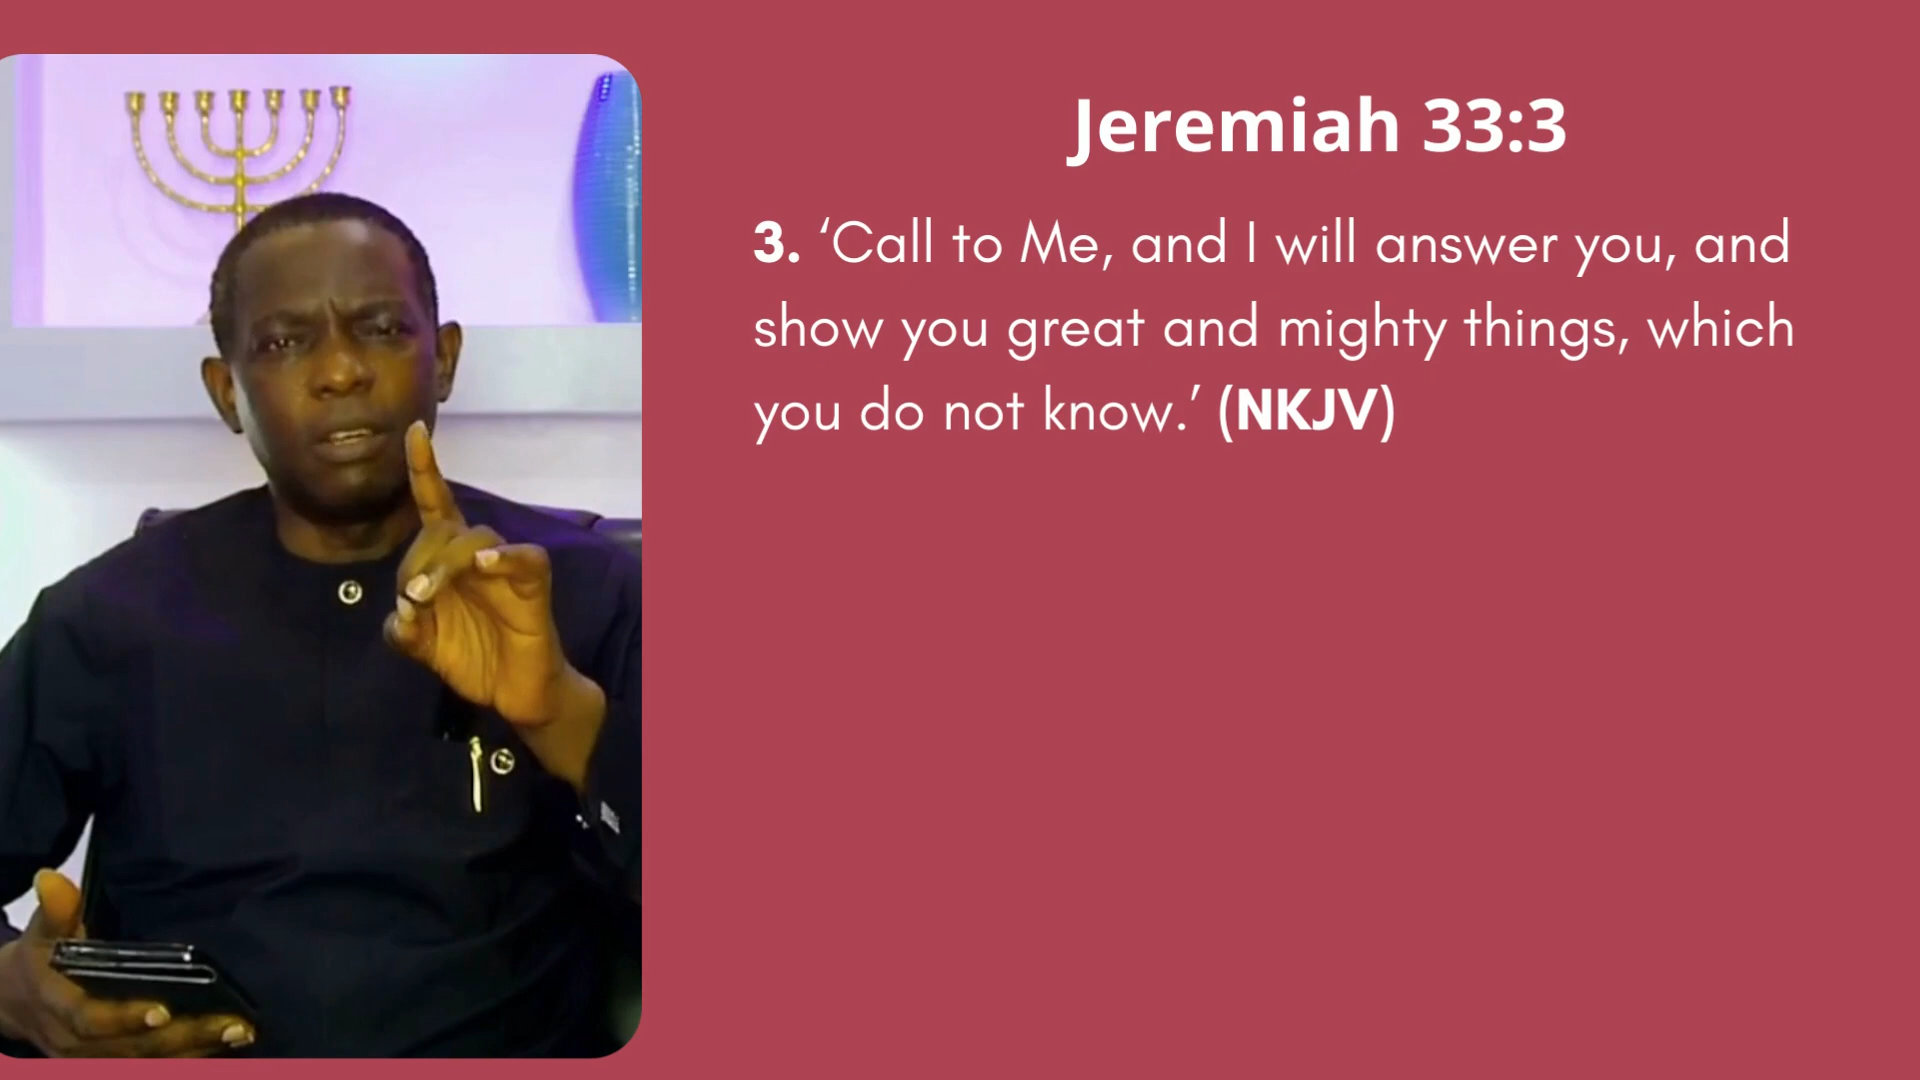 Jeremiah 33:3
3. ‘Call to Me, and I will answer you, and
show you great and mighty things, which
you do not know.’ (NKJV)